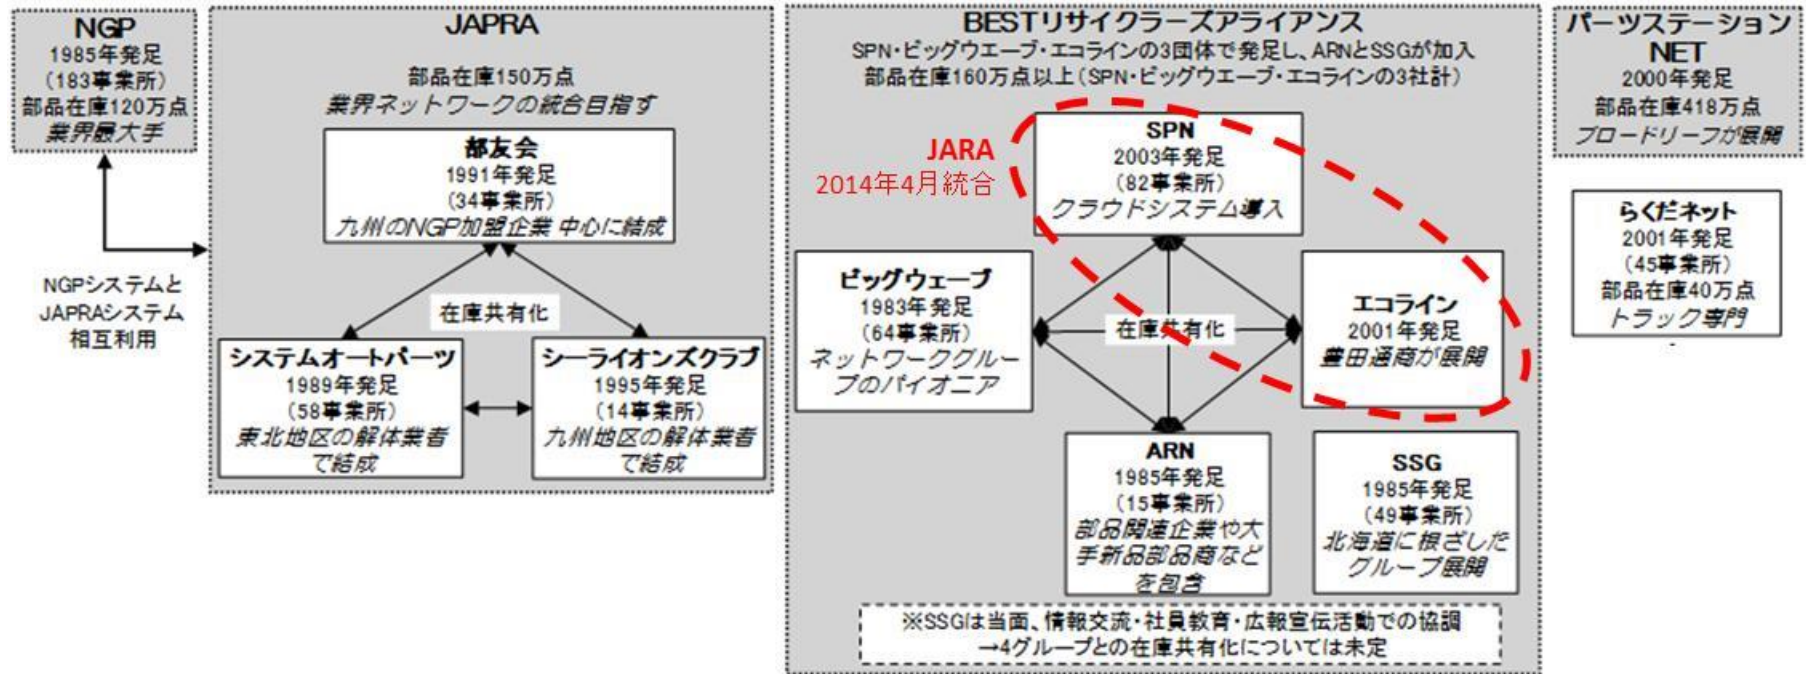 NGP
1985年発足
(183事業所)
部品在庫120万点
業界最大手
NGPシステムと
JAPRAシステム
相互利用
JAPRA
部品在庫150万点
業界ネットワークの統合目指す
部友会
1991年発足
(34事業所)
九州のNGP加盟企業 中心に結成
在庫共有化
システムオートパーツ
1989年発足
(58事業所)
東北地区の解体業者
で結成
シーライオンズクラブ
1995年発足
(14事業所)
九州地区の解体業者
で結成
BESTリサイクラーズアライアンス
SPN・ビッグウエーブ・エコラインの3団体で発足し、ARNとSSGが加入
部品在庫160万点以上(SPN・ビッグウエーブ・エコラインの3社計)
JARA
2014年4月統合
SPN
2003年発足
(82事業所)
クラウドシステム導入
ビッグウェーブ
1983年発足
(64事業所)
ネットワークグルー
プのパイオニア
在庫共有化
エコライン
2001年発足
豊田通商が展開
ARN
1985年発足
(15事業所)
部品関連企業や大
手新品部品商など
を包含
SSG
1985年発足
(49事業所)
北海道に根ざした
グループ展開
※SSGは当面、情報交流・社員教育・広報宣伝活動での協調
→4グループとの在庫共有化については未定
パーツステーション
NET
2000年発足
部品在庫418万点
ブロードリーフが展開
らくだネット
2001年発足
(45事業所)
部品在庫40万点
トラック専門